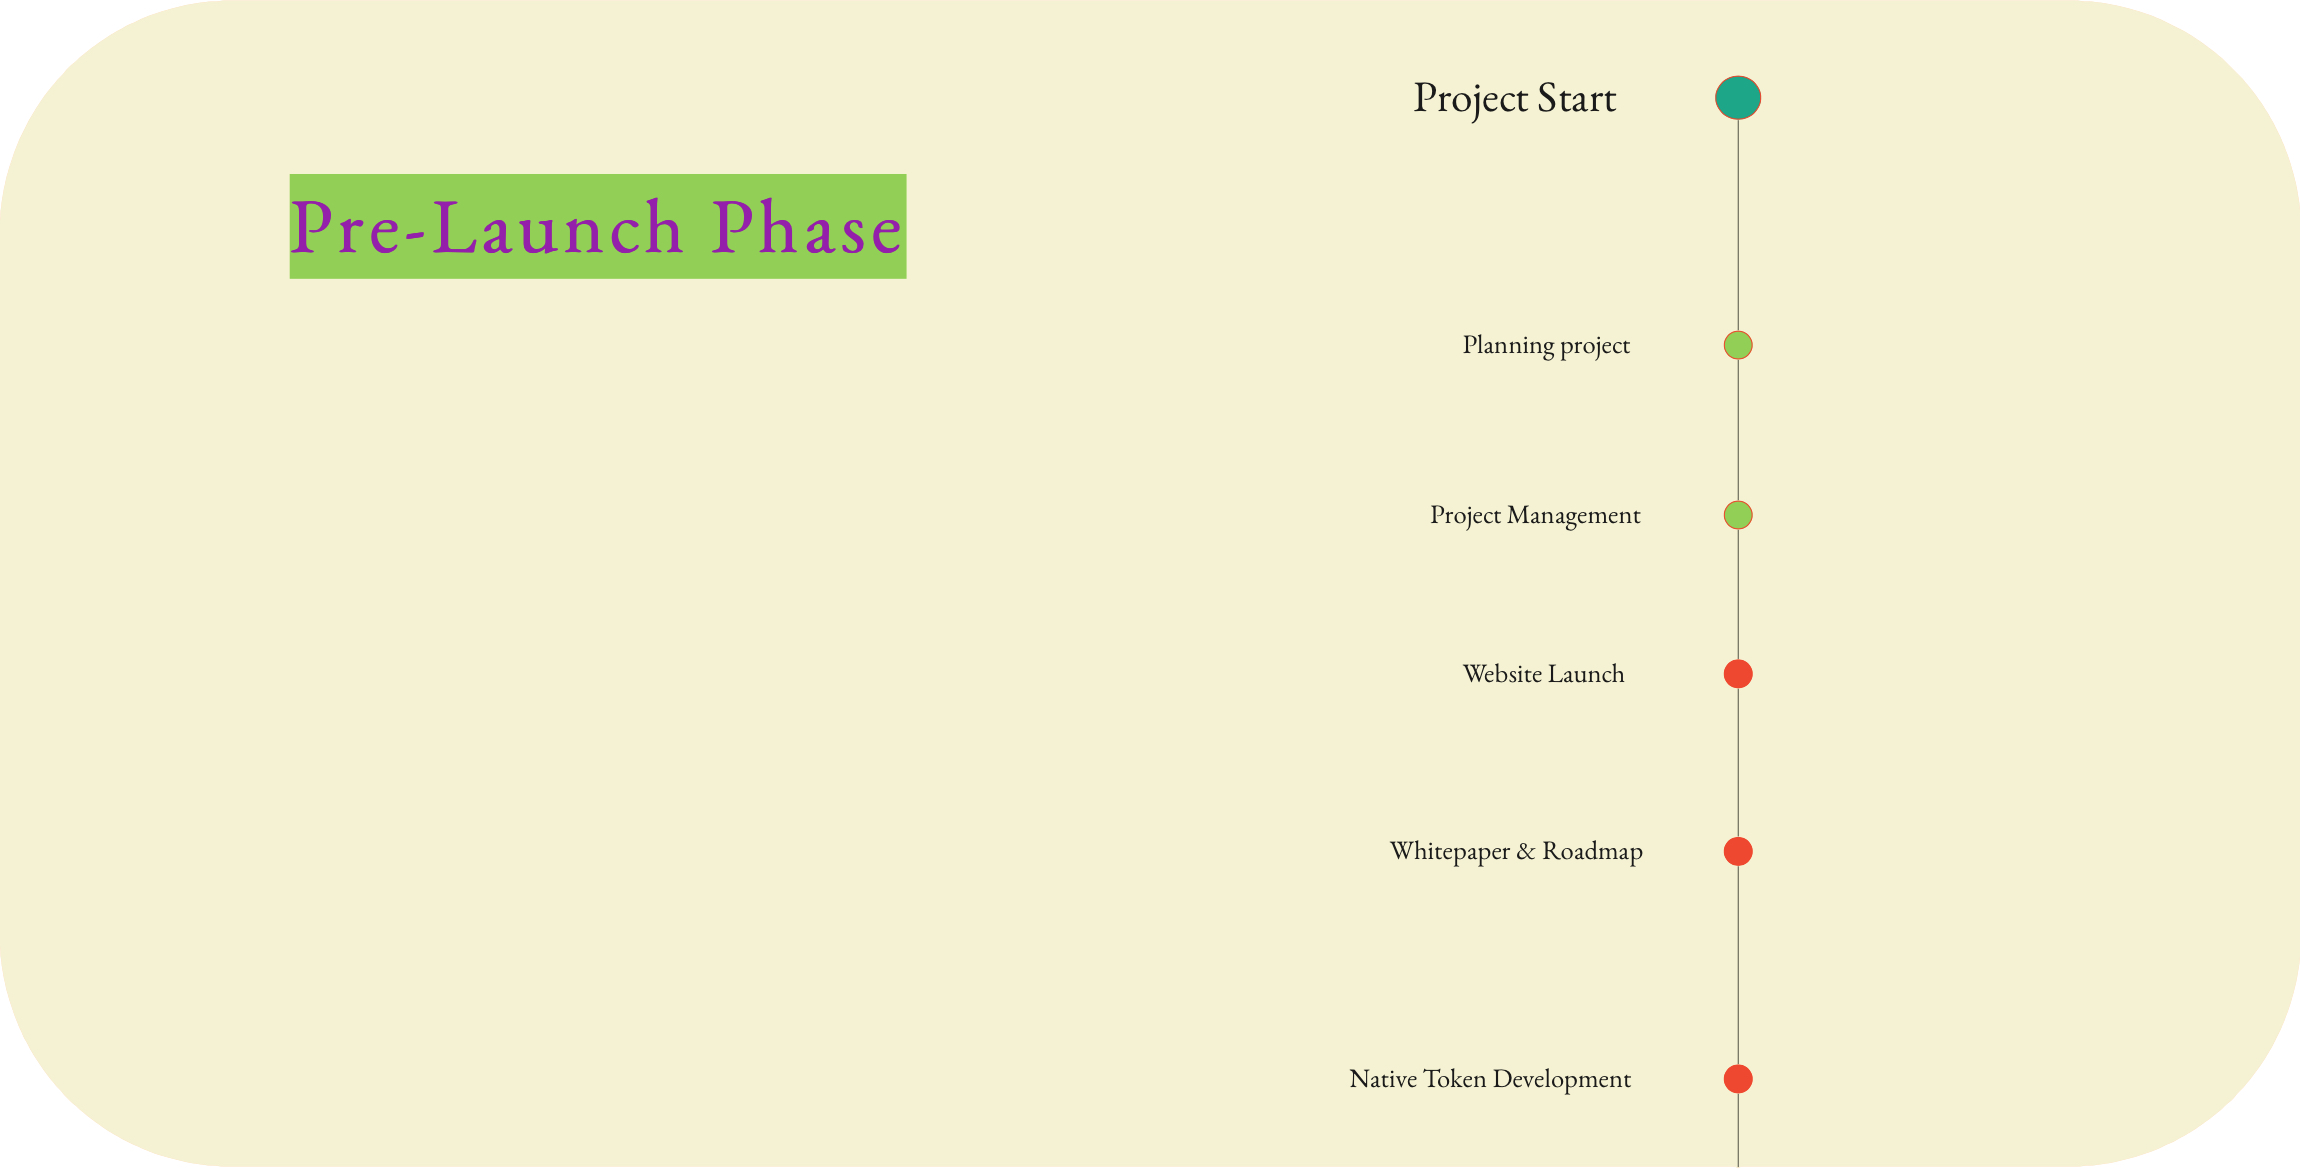 Pre-Launch Phase
Project Start
Planning project
Project Management
Website Launch
Whitepaper & Roadmap
Native Token Development